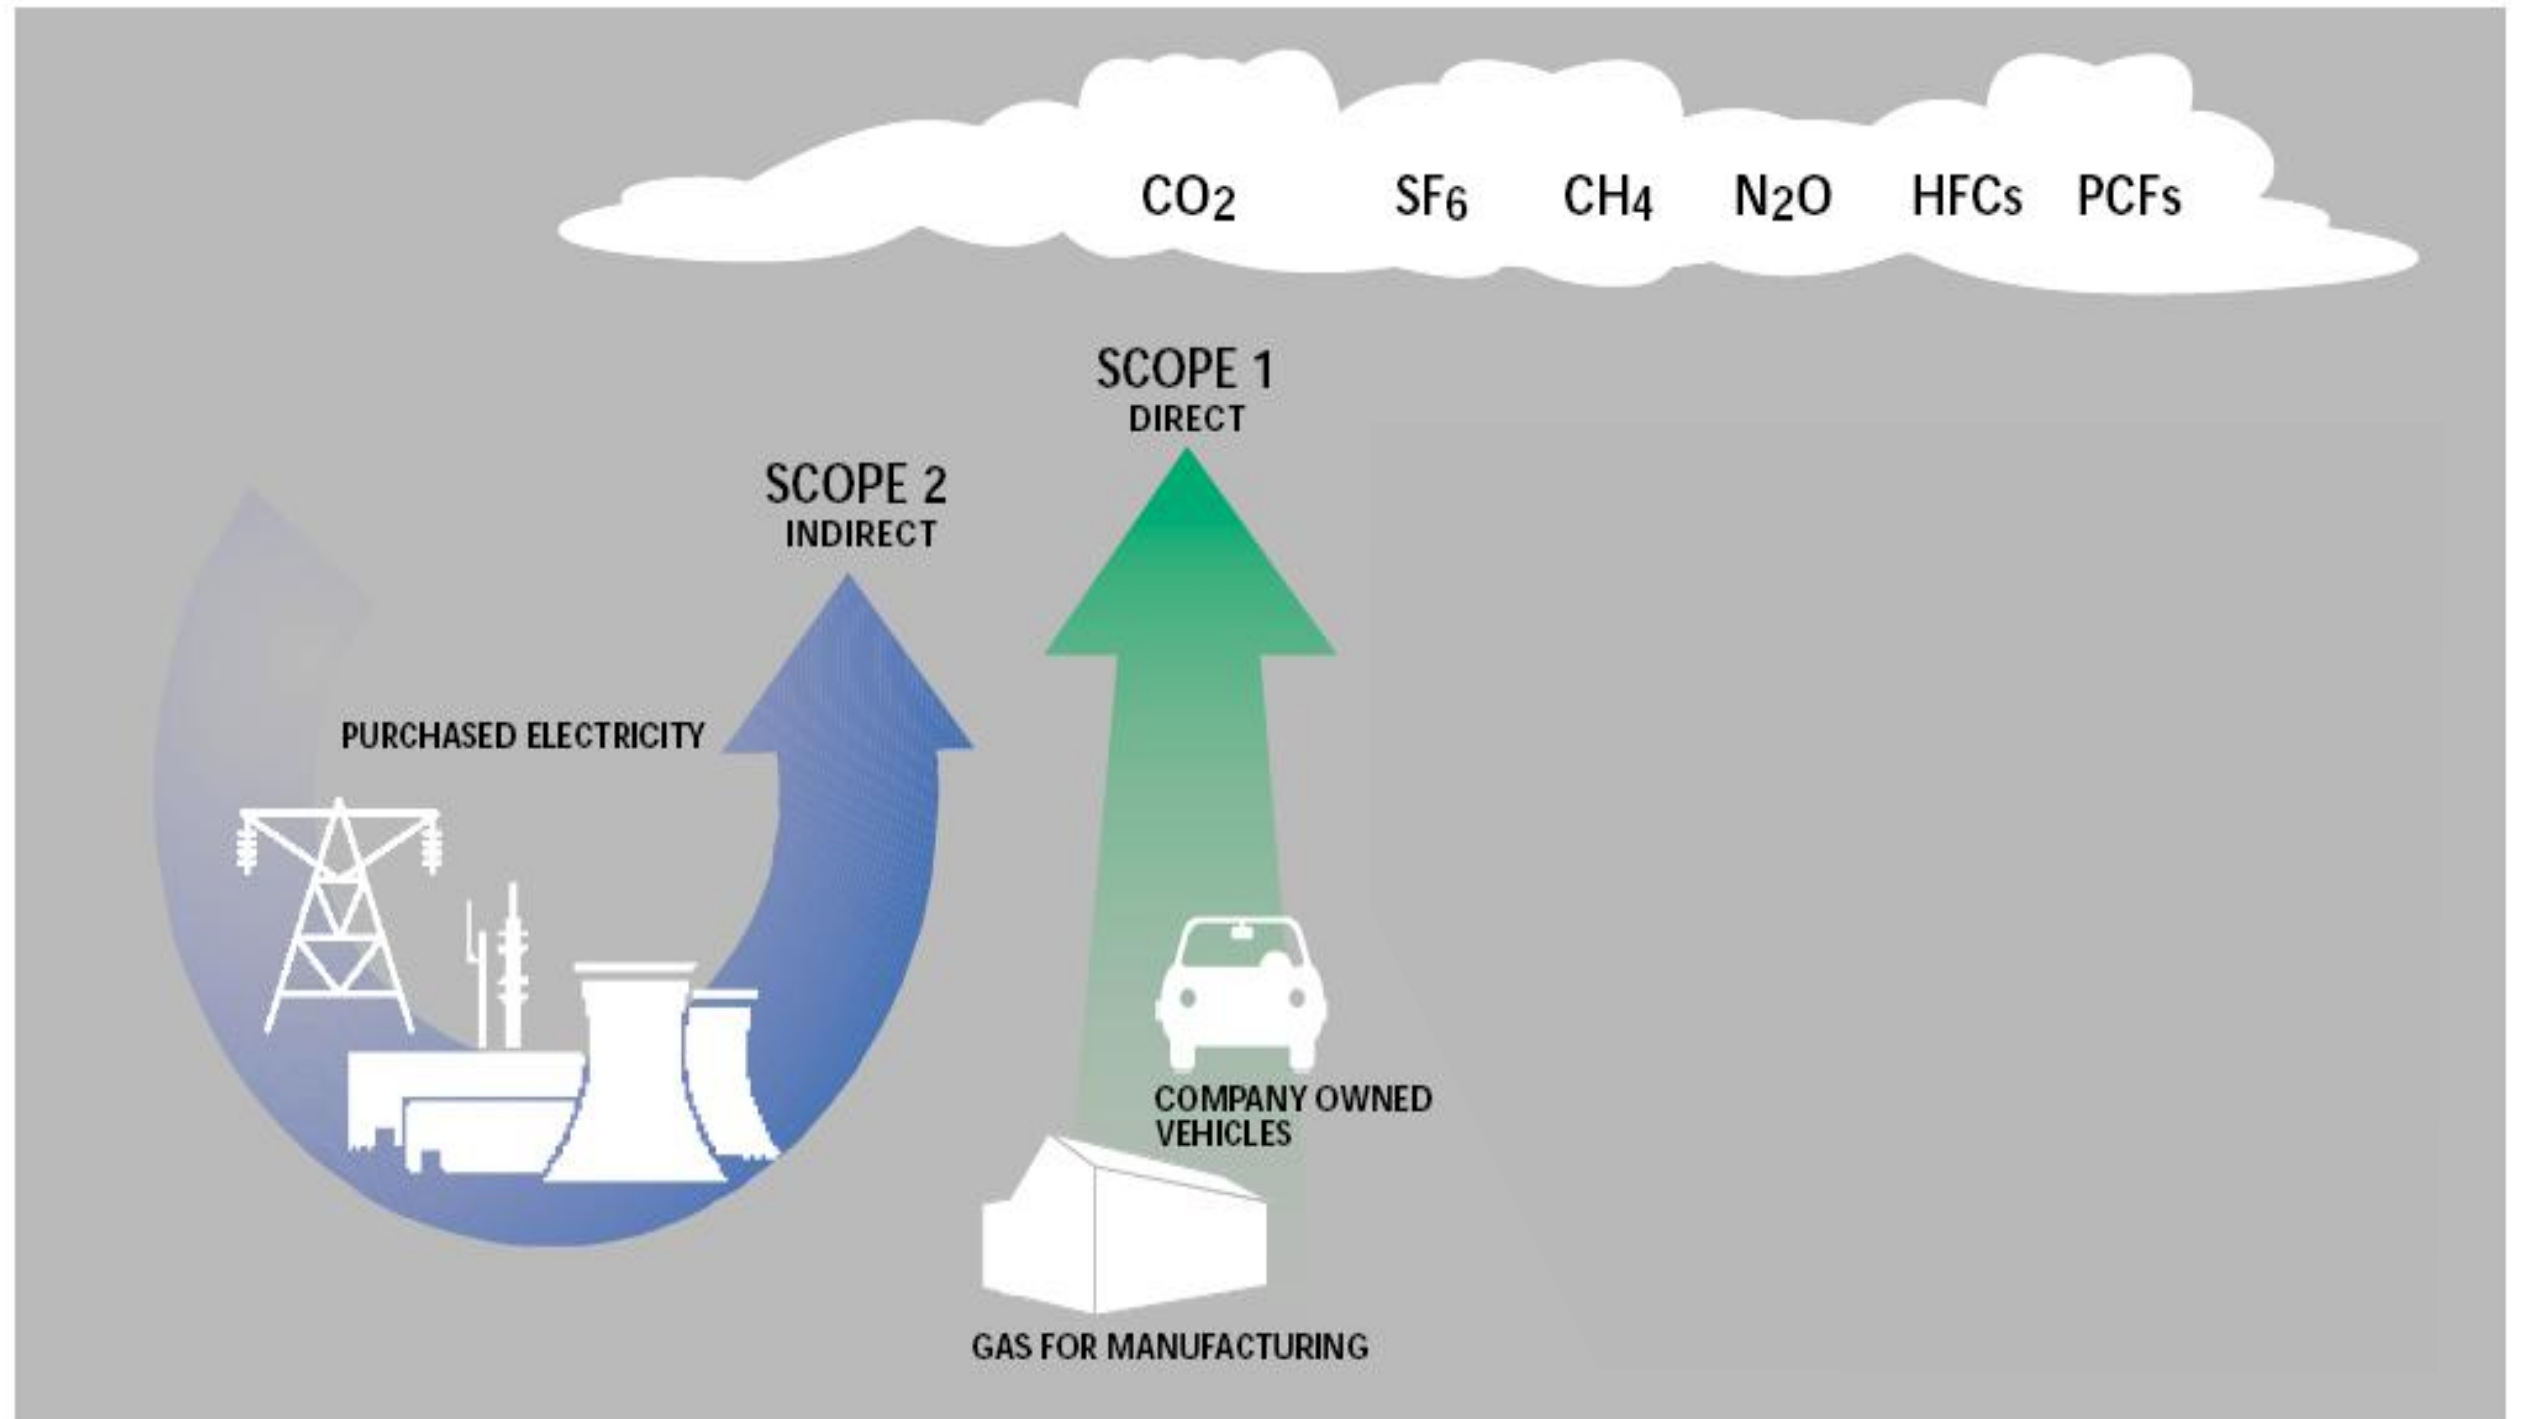 CO2 SF6 CH4 N2O HFCs PCFs
SCOPE 1
DIRECT
SCOPE 2
INDIRECT
PURCHASED ELECTRICITY
COMPANY OWNED
VEHICLES
GAS FOR MANUFACTURING